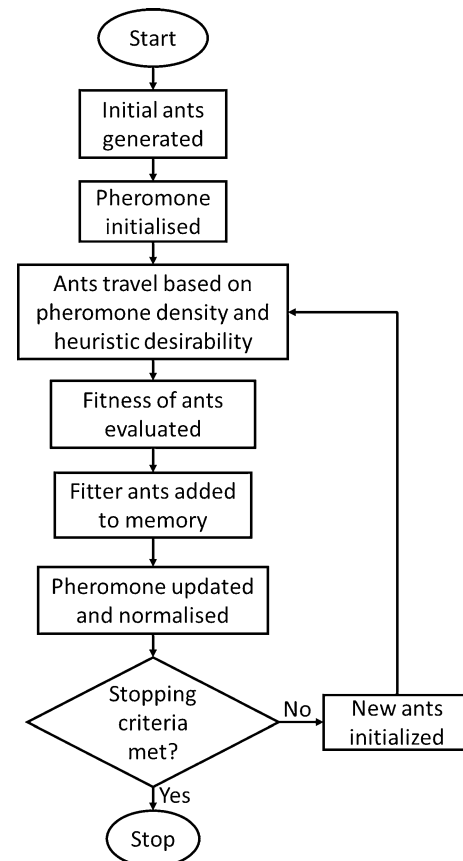 Start
Initial ants
generated
Pheromone
initialised
Ants travel based on
pheromone density and
heuristic desirability
Fitness of ants
evaluated
Fitter ants added
to memory
Pheromone updated
and normalised
Stopping
criteria
met?
No
New ants
initialized
Yes
Stop